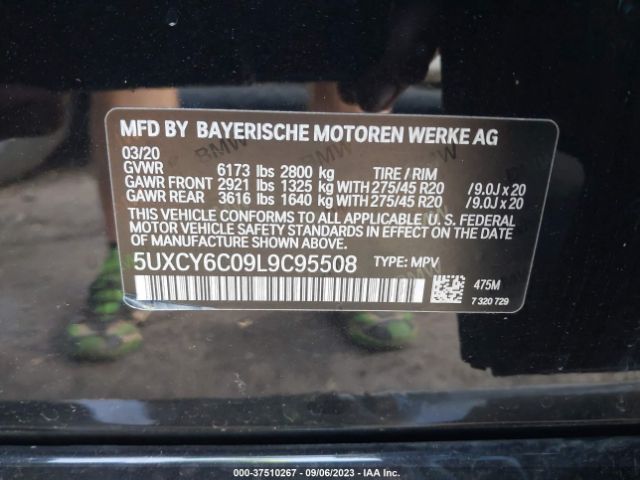 MFD BY BAYERISCHE MOTOREN WERKE AG
03/20
GVWR 6173 lbs 2800 kg TIRE / RIM
GAWR FRONT 2921 lbs 1325 kg WITH 275/45 R20 / 9.0J x 20
GAWR REAR 3616 lbs 1640 kg WITH 275/45 R20 / 9.0J x 20
THIS VEHICLE CONFORMS TO ALL APPLICABLE U. S. FEDERAL
MOTOR VEHICLE SAFETY STANDARDS IN EFFECT ON THE
DATE OF MANUFACTURE SHOWN ABOVE.
5UXCY6C09L9C95508 TYPE: MPV
475M
7 320 729
000-37510267 - 09/06/2023 - IAA Inc.